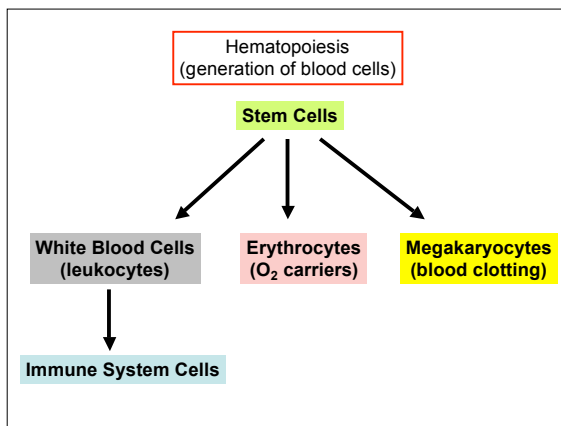 Hematopoiesis
(generation of blood cells)
Stem Cells
White Blood Cells
(leukocytes)
Erythrocytes
(O₂ carriers)
Megakaryocytes
(blood clotting)
Immune System Cells